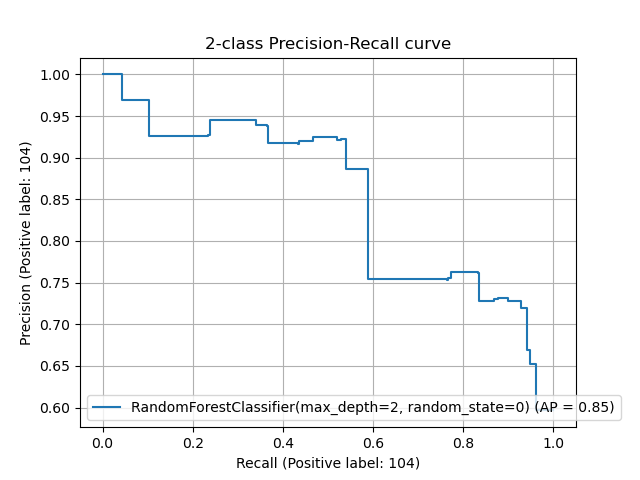 2-class Precision-Recall curve
Precision (Positive label: 104)
1.00
0.95
0.90
0.85
0.80
0.75
0.70
0.65
0.60
RandomForestClassifier(max_depth=2, random_state=0) (AP = 0.85)
0.0 0.2 0.4 0.6 0.8 1.0
Recall (Positive label: 104)